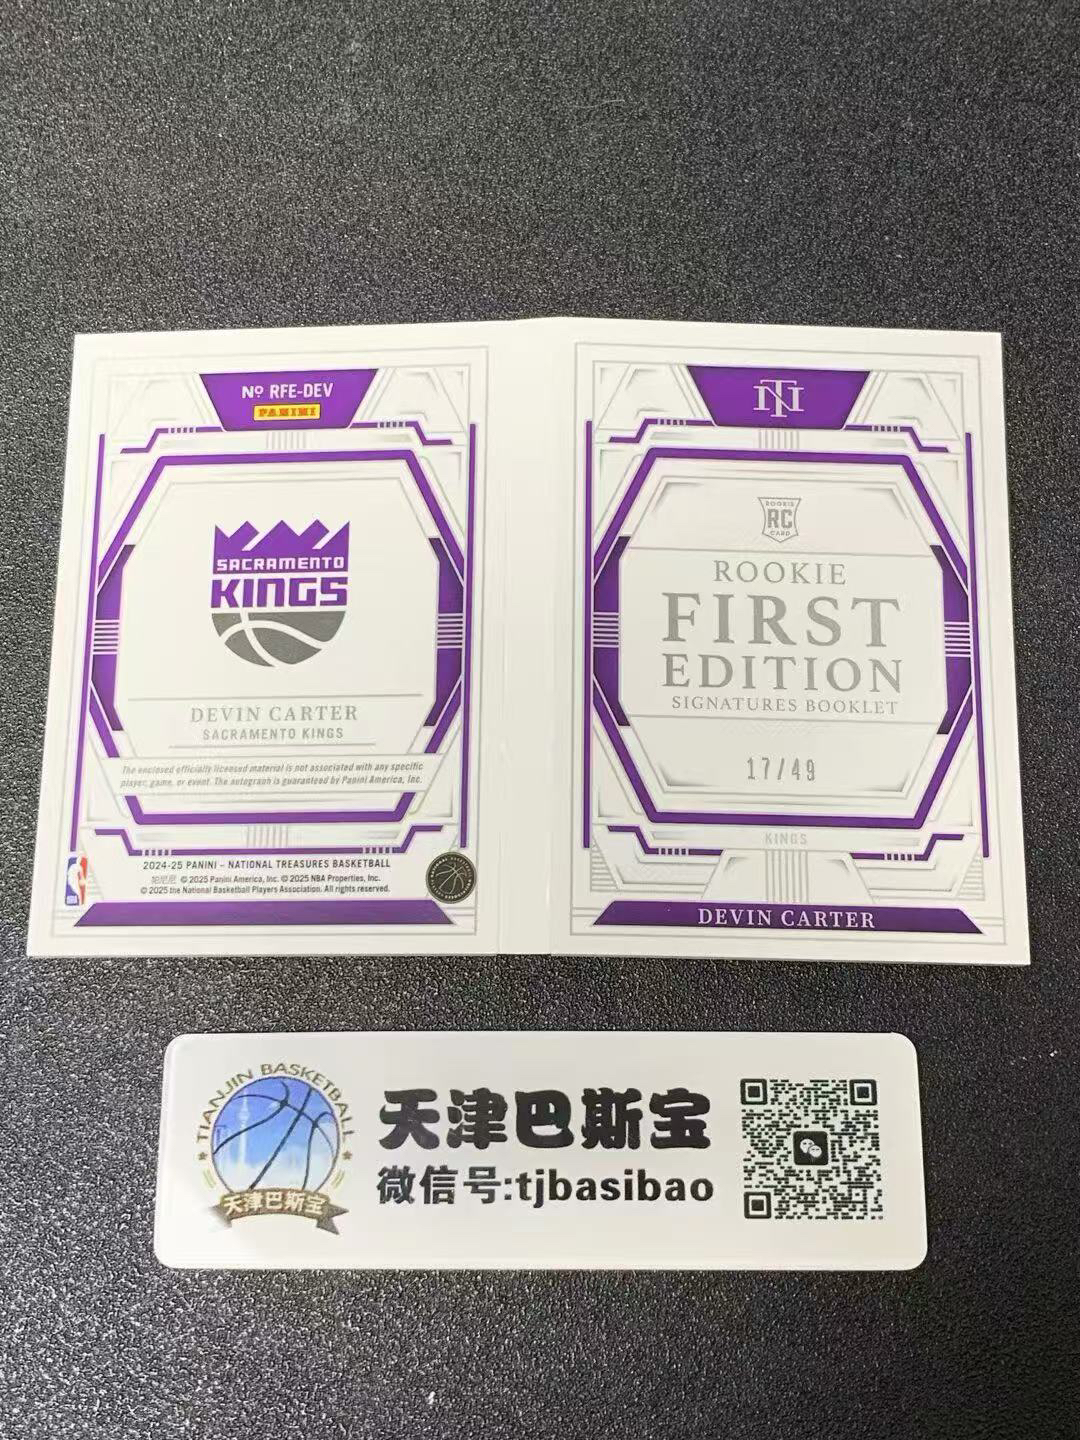 Nº RFE-DEV
PANINI
SACRAMENTO
KINGS
DEVIN CARTER
SACRAMENTO KINGS
The enclosed officially licensed material is not associated with any specific
player, game, or event. The autograph is guaranteed by Panini America, Inc.
2024-25 PANINI – NATIONAL TREASURES BASKETBALL
帕尼尼 © 2025 Panini America, Inc. © 2025 NBA Properties, Inc.
© 2025 the National Basketball Players Association. All rights reserved.
NT
ROOKIE
RC
CARD
ROOKIE
FIRST
EDITION
SIGNATURES BOOKLET
17/49
KINGS
DEVIN CARTER
TIANJIN BASKETBALL
天津巴斯宝
天津巴斯宝
微信号:tjbasibao